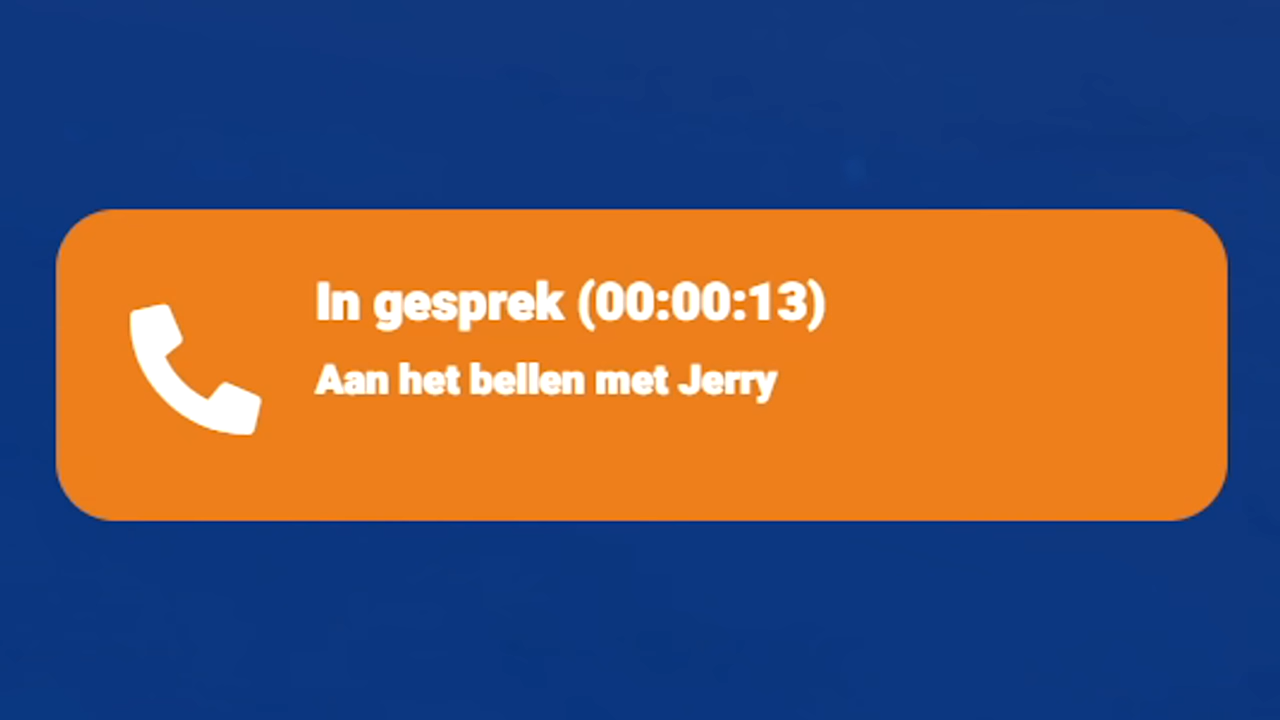 In gesprek (00:00:13)
Aan het bellen met Jerry